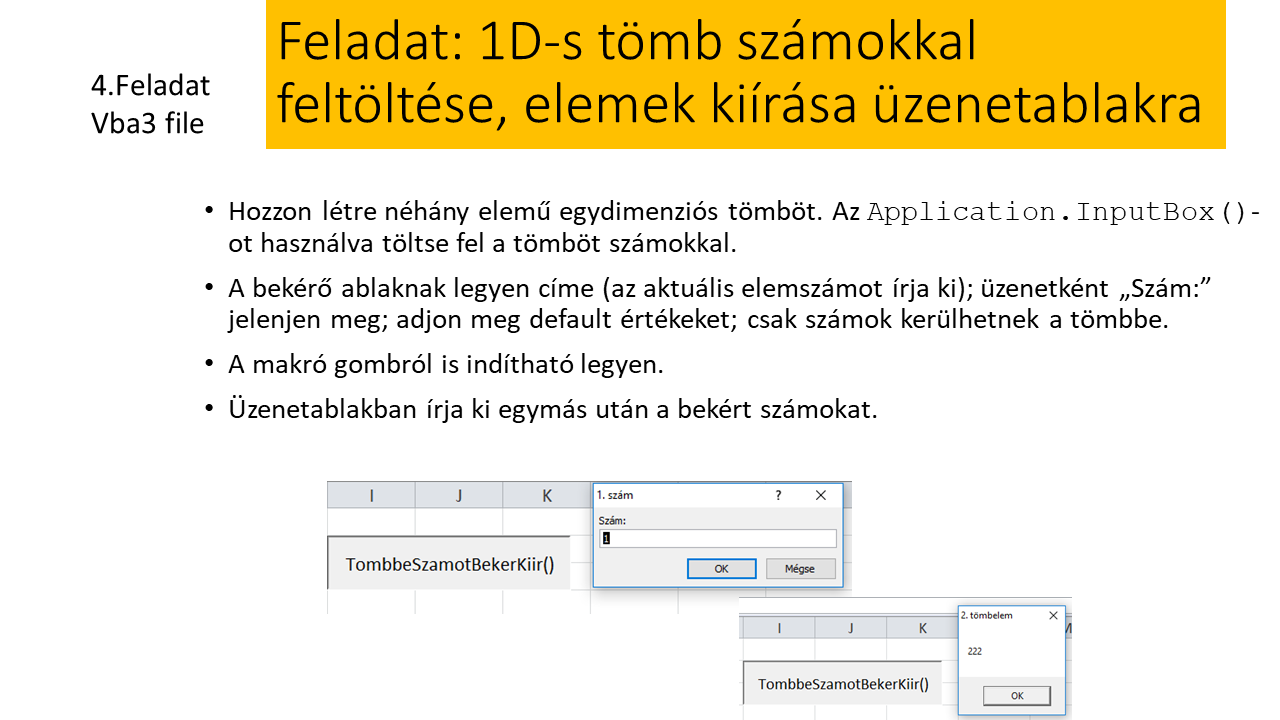 4.Feladat
Vba3 file
Feladat: 1D-s tömb számokkal
feltöltése, elemek kiírása üzenetablakra
• Hozzon létre néhány elemű egydimenziós tömböt. Az Application.InputBox()-
ot használva töltse fel a tömböt számokkal.
• A bekérő ablaknak legyen címe (az aktuális elemszámot írja ki); üzenetként „Szám:”
jelenjen meg; adjon meg default értékeket; csak számok kerülhetnek a tömbbe.
• A makró gombról is indítható legyen.
• Üzenetablakban írja ki egymás után a bekért számokat.
I J K
TombbeSzamotBekerKiir()
1. szám ?
Szám:
1
OK Mégse
I J K M
TombbeSzamotBekerKiir()
2. tömbelem
222
OK